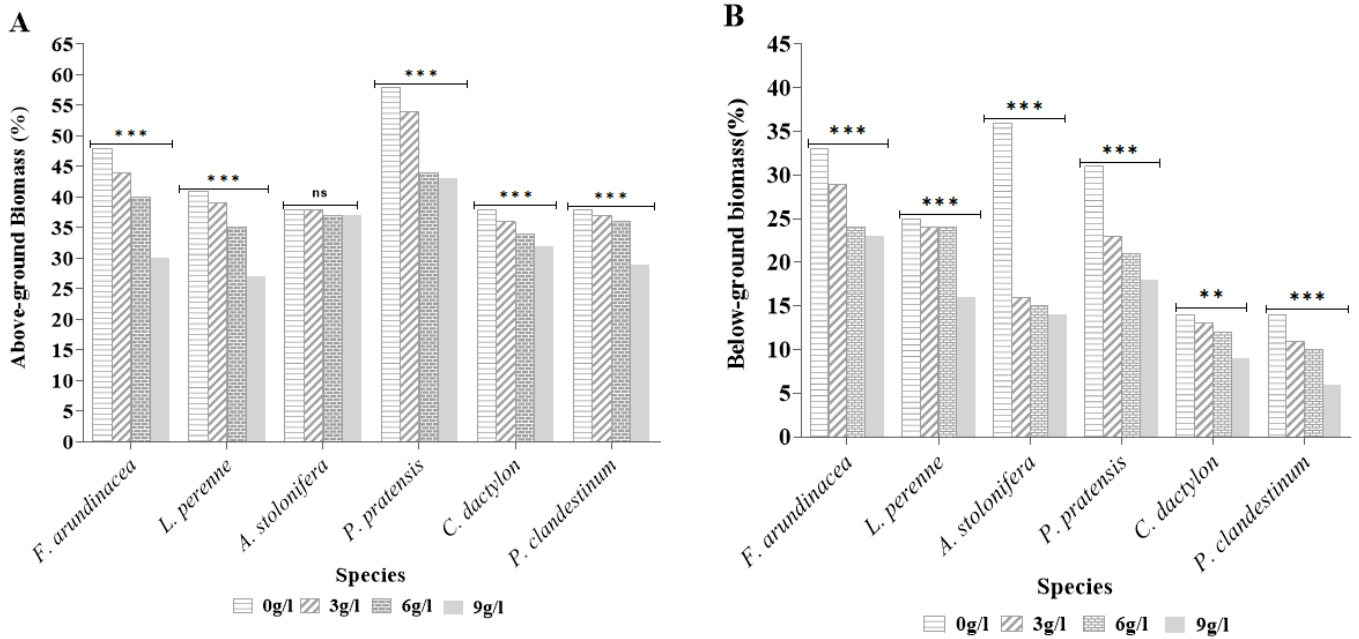 A
Above-ground Biomass (%)
65
60
55
50
45
40
35
30
25
20
15
10
5
0
***
***
ns
***
***
***
F. arundinacea
L. perenne
A. stolonifera
P. pratensis
C. dactylon
P. clandestinum
Species
0g/l 3g/l 6g/l 9g/l
B
Below-ground biomass(%)
45
40
35
30
25
20
15
10
5
0
***
***
***
***
**
***
F. arundinacea
L. perenne
A. stolonifera
P. pratensis
C. dactylon
P. clandestinum
Species
0g/l 3g/l 6g/l 9g/l